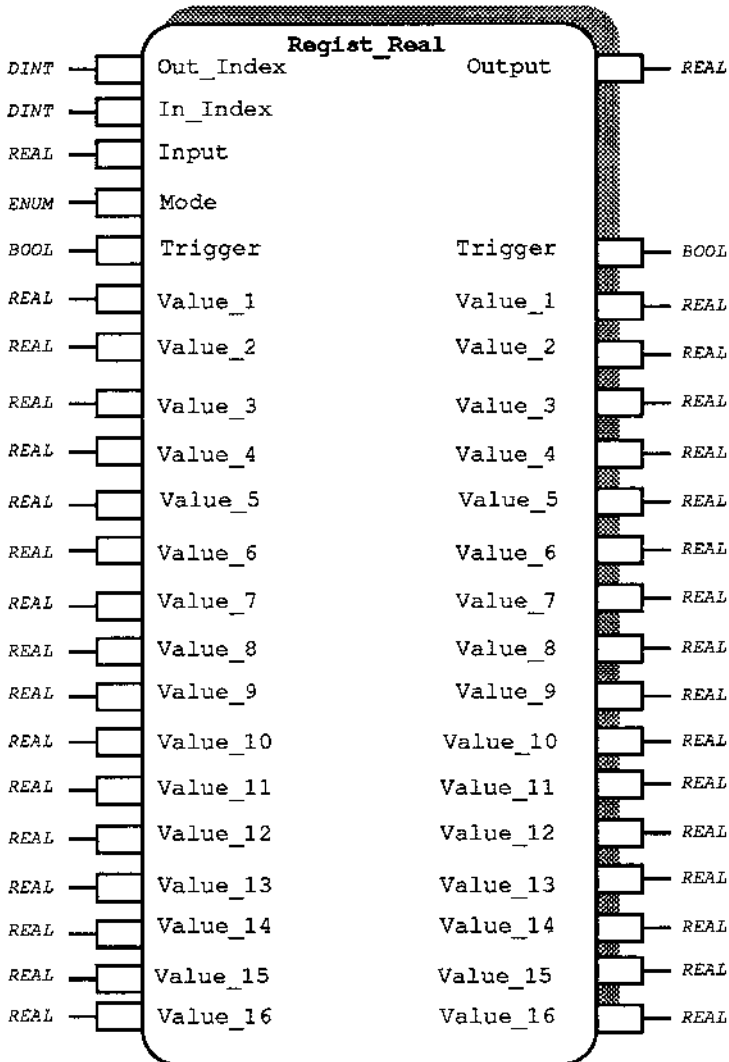 Regist_Real
DINT Out_Index Output REAL
DINT In_Index
REAL Input
ENUM Mode
BOOL Trigger Trigger BOOL
REAL Value_1 Value_1 REAL
REAL Value_2 Value_2 REAL
REAL Value_3 Value_3 REAL
REAL Value_4 Value_4 REAL
REAL Value_5 Value_5 REAL
REAL Value_6 Value_6 REAL
REAL Value_7 Value_7 REAL
REAL Value_8 Value_8 REAL
REAL Value_9 Value_9 REAL
REAL Value_10 Value_10 REAL
REAL Value_11 Value_11 REAL
REAL Value_12 Value_12 REAL
REAL Value_13 Value_13 REAL
REAL Value_14 Value_14 REAL
REAL Value_15 Value_15 REAL
REAL Value_16 Value_16 REAL